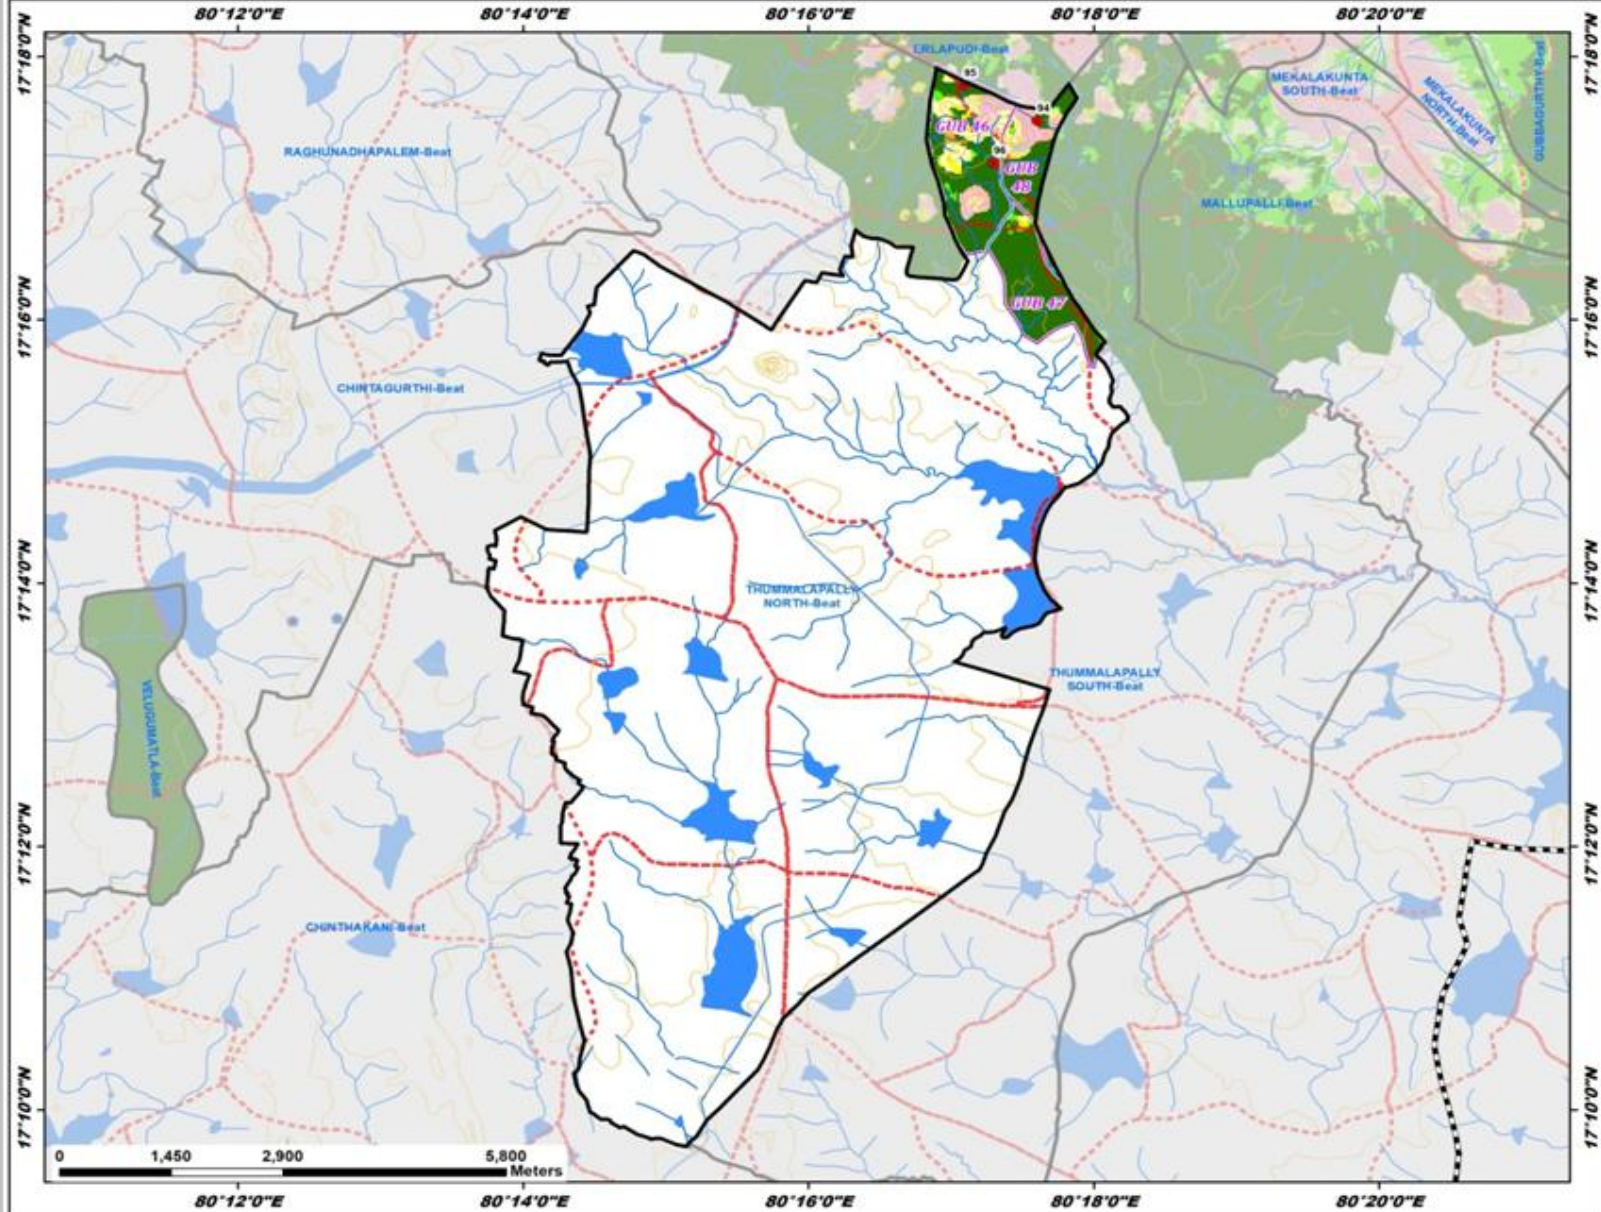 80°12'0"E 80°14'0"E 80°16'0"E 80°18'0"E 80°20'0"E
17°18'0"N
17°18'0"N
ERLAPUDI-Beat
95
94
GUB 46
96
GUB
48
GUB 47
MEKALAKUNTA
SOUTH-Beat
MEKALAKUNTA
NORTH-Beat
GUBBAGURTHY-Beat
RAGHUNADHAPALEM-Beat
MALLUPALLI-Beat
17°16'0"N
17°16'0"N
CHINTAGURTHI-Beat
17°14'0"N
17°14'0"N
THUMMALAPALLY
NORTH-Beat
THUMMALAPALLY
SOUTH-Beat
VELUGUMATLA-Beat
17°12'0"N
17°12'0"N
CHINTHAKANI-Beat
17°10'0"N
17°10'0"N
0 1,450 2,900 5,800
Meters
80°12'0"E 80°14'0"E 80°16'0"E 80°18'0"E 80°20'0"E